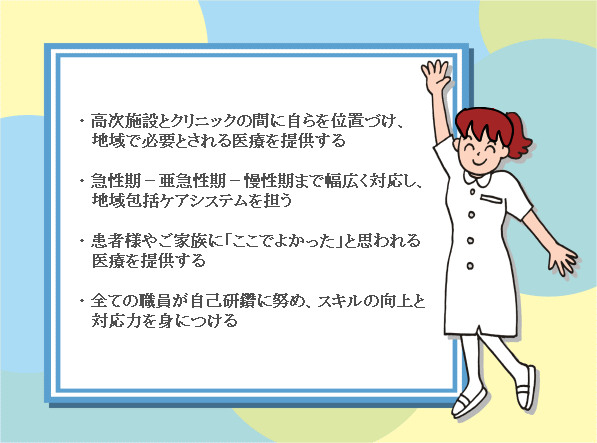 ・高次施設とクリニックの間に自らを位置づけ、
地域で必要とされる医療を提供する
・急性期－亜急性期－慢性期まで幅広く対応し、
地域包括ケアシステムを担う
・患者様やご家族に「ここでよかった」と思われる
医療を提供する
・全ての職員が自己研鑽に努め、スキルの向上と
対応力を身につける